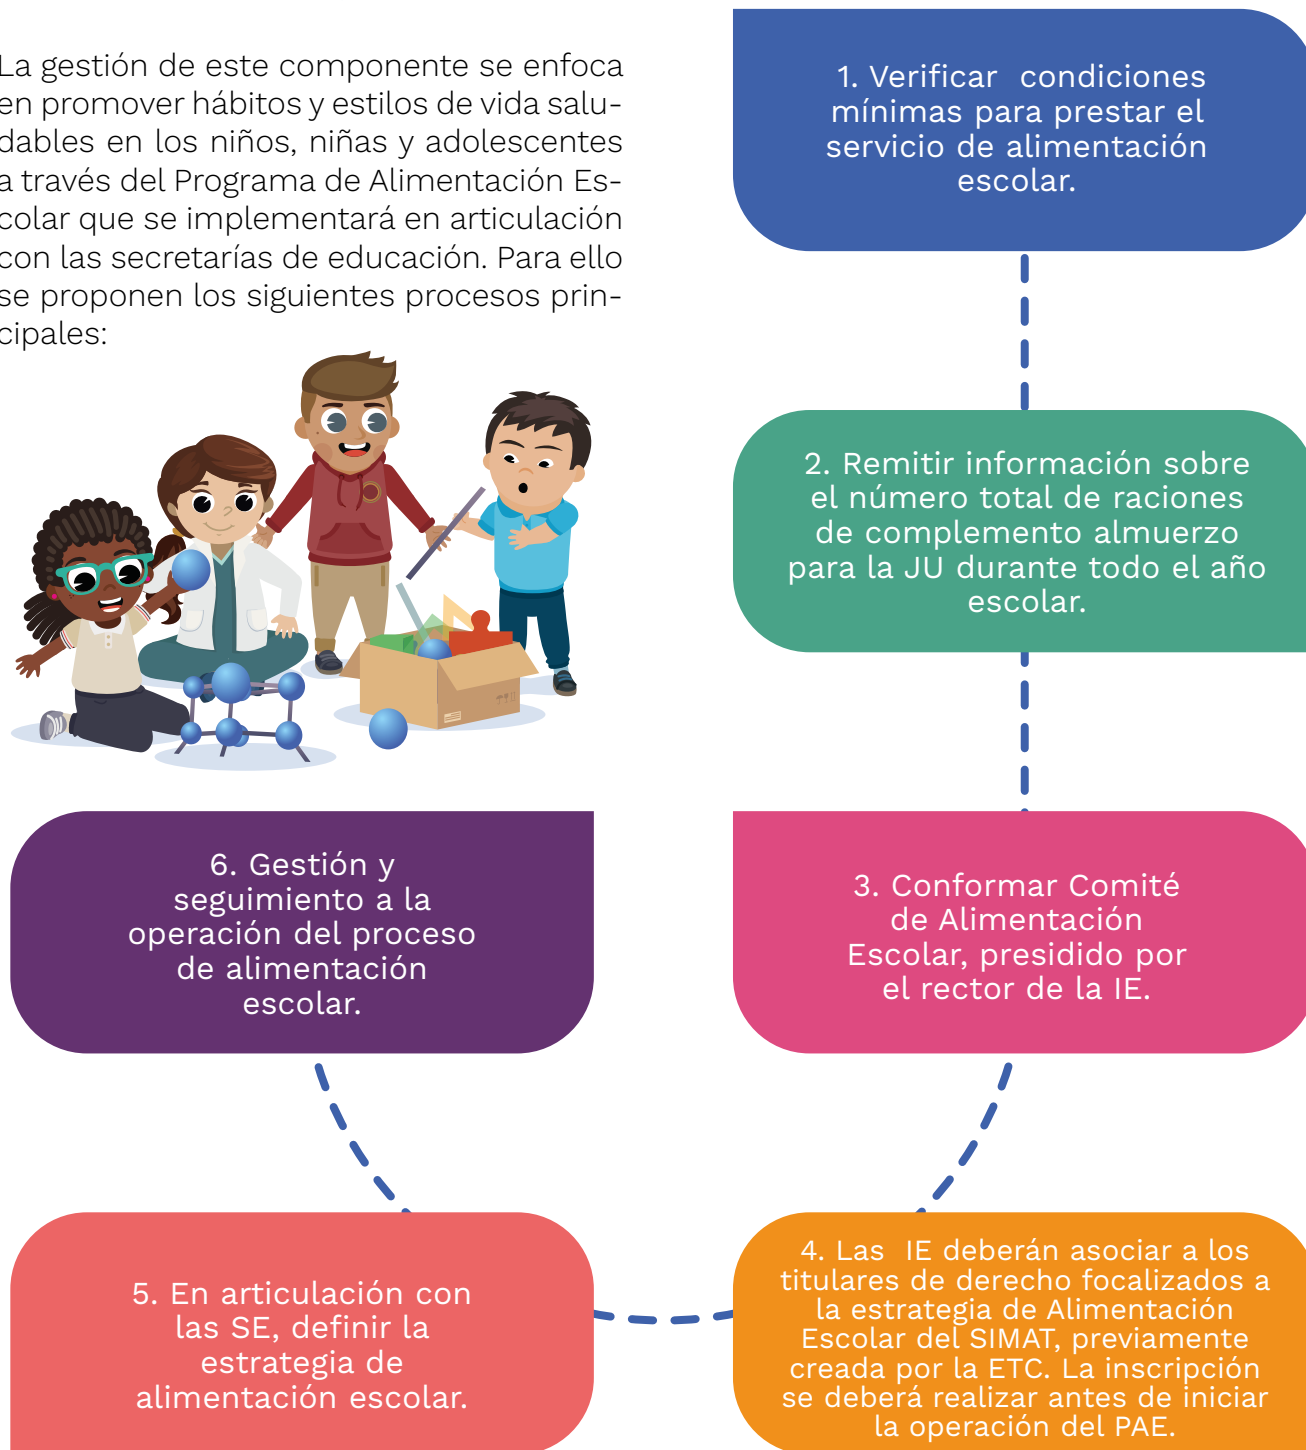 La gestión de este componente se enfoca
en promover hábitos y estilos de vida salu-
dables en los niños, niñas y adolescentes
a través del Programa de Alimentación Es-
colar que se implementará en articulación
con las secretarías de educación. Para ello
se proponen los siguientes procesos prin-
cipales:
1. Verificar condiciones
mínimas para prestar el
servicio de alimentación
escolar.
2. Remitir información sobre
el número total de raciones
de complemento almuerzo
para la JU durante todo el año
escolar.
3. Conformar Comité
de Alimentación
Escolar, presidido por
el rector de la IE.
4. Las IE deberán asociar a los
titulares de derecho focalizados a
la estrategia de Alimentación
Escolar del SIMAT, previamente
creada por la ETC. La inscripción
se deberá realizar antes de iniciar
la operación del PAE.
5. En articulación con
las SE, definir la
estrategia de
alimentación escolar.
6. Gestión y
seguimiento a la
operación del proceso
de alimentación
escolar.